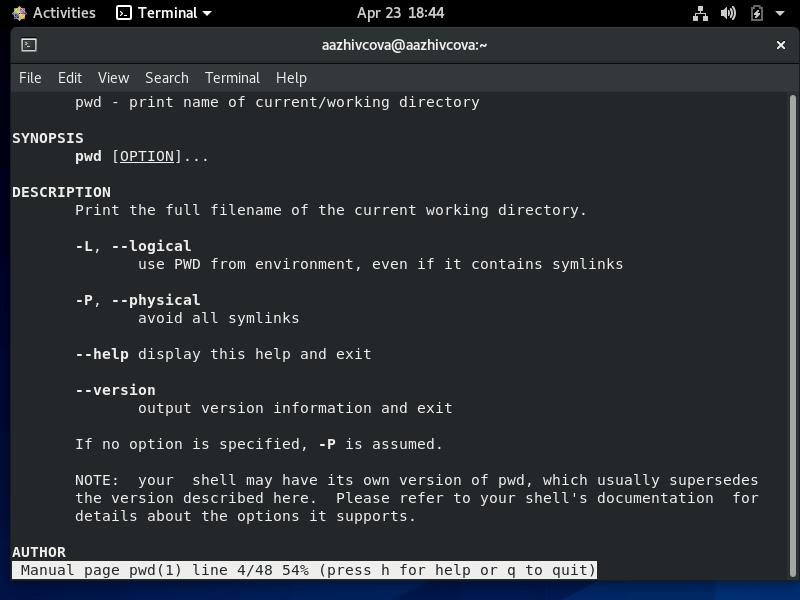 Activities Terminal Apr 23 18:44
aazhivcova@aazhivcova:~
File Edit View Search Terminal Help
pwd - print name of current/working directory
SYNOPSIS
pwd [OPTION]...
DESCRIPTION
Print the full filename of the current working directory.
-L, --logical
use PWD from environment, even if it contains symlinks
-P, --physical
avoid all symlinks
--help display this help and exit
--version
output version information and exit
If no option is specified, -P is assumed.
NOTE:  your  shell may have its own version of pwd, which usually supersedes
the version described here.  Please refer to your shell's documentation  for
details about the options it supports.
AUTHOR
Manual page pwd(1) line 4/48 54% (press h for help or q to quit)